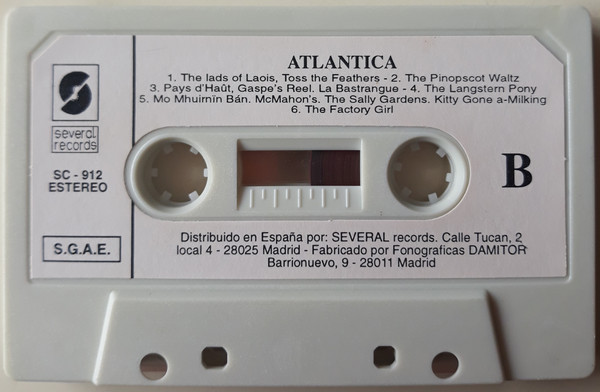 ATLANTICA
1. The lads of Laois, Toss the Feathers - 2. The Pinopscot Waltz
3. Pays d'Haût, Gaspe's Reel. La Bastrangue - 4. The Langstern Pony
5. Mo Mhuirnïn Bán. McMahon's. The Sally Gardens. Kitty Gone a-Milking
6. The Factory Girl
several
records
SC - 912
ESTEREO
S.G.A.E.
B
Distribuido en España por: SEVERAL records. Calle Tucan, 2
local 4 - 28025 Madrid - Fabricado por Fonograficas DAMITOR
Barrionuevo, 9 - 28011 Madrid